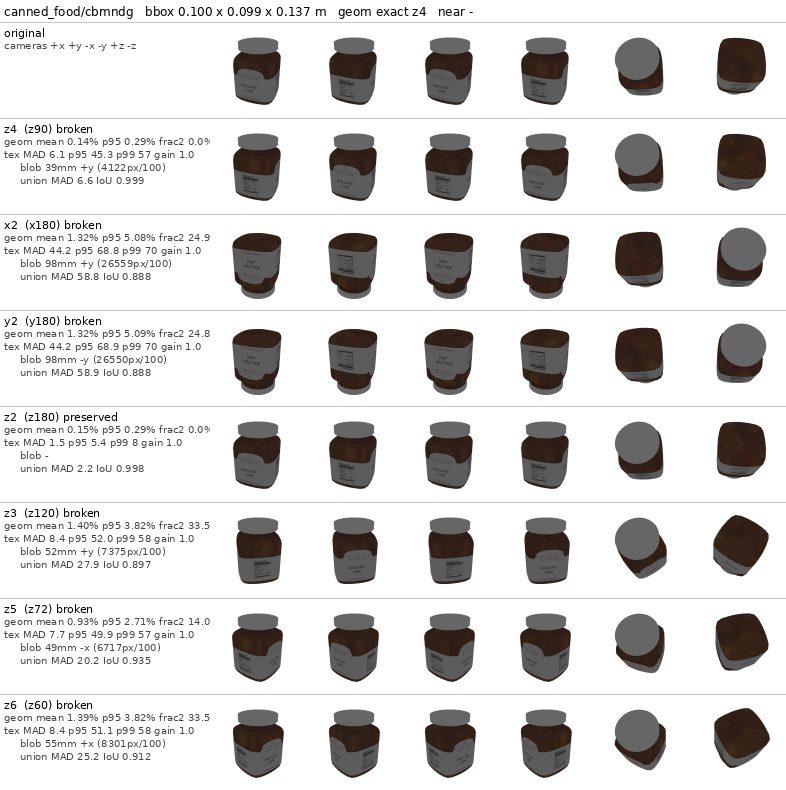 canned_food/cbmndg bbox 0.100 x 0.099 x 0.137 m geom exact z4 near -
original
cameras +x +y -x -y +z -z
z4 (z90) broken
geom mean 0.14% p95 0.29% frac2 0.0%
tex MAD 6.1 p95 45.3 p99 57 gain 1.0
blob 39mm +y (4122px/100)
union MAD 6.6 IoU 0.999
x2 (x180) broken
geom mean 1.32% p95 5.08% frac2 24.9
tex MAD 44.2 p95 68.8 p99 70 gain 1.0
blob 98mm +y (26559px/100)
union MAD 58.8 IoU 0.888
y2 (y180) broken
geom mean 1.32% p95 5.09% frac2 24.8
tex MAD 44.2 p95 68.9 p99 70 gain 1.0
blob 98mm -y (26550px/100)
union MAD 58.9 IoU 0.888
z2 (z180) preserved
geom mean 0.15% p95 0.29% frac2 0.0%
tex MAD 1.5 p95 5.4 p99 8 gain 1.0
blob -
union MAD 2.2 IoU 0.998
z3 (z120) broken
geom mean 1.40% p95 3.82% frac2 33.5
tex MAD 8.4 p95 52.0 p99 58 gain 1.0
blob 52mm +y (7375px/100)
union MAD 27.9 IoU 0.897
z5 (z72) broken
geom mean 0.93% p95 2.71% frac2 14.0
tex MAD 7.7 p95 49.9 p99 57 gain 1.0
blob 49mm -x (6717px/100)
union MAD 20.2 IoU 0.935
z6 (z60) broken
geom mean 1.39% p95 3.82% frac2 33.5
tex MAD 8.4 p95 51.1 p99 58 gain 1.0
blob 55mm +x (8301px/100)
union MAD 25.2 IoU 0.912